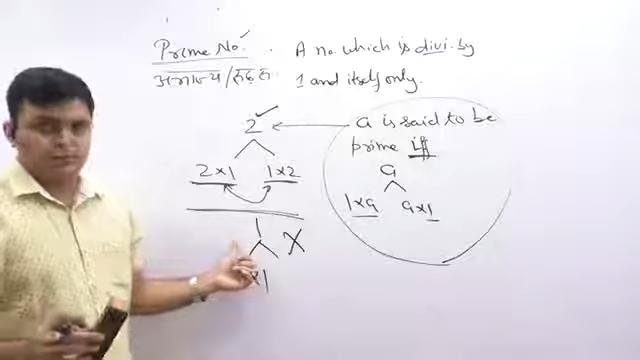 Prime No. A no. which is divi. by
अभाज्य/रूढ़ 1 and itself only.
2 a is said to be
prime iff
2×1 1×2 a
1×a a×1
1 X
×1